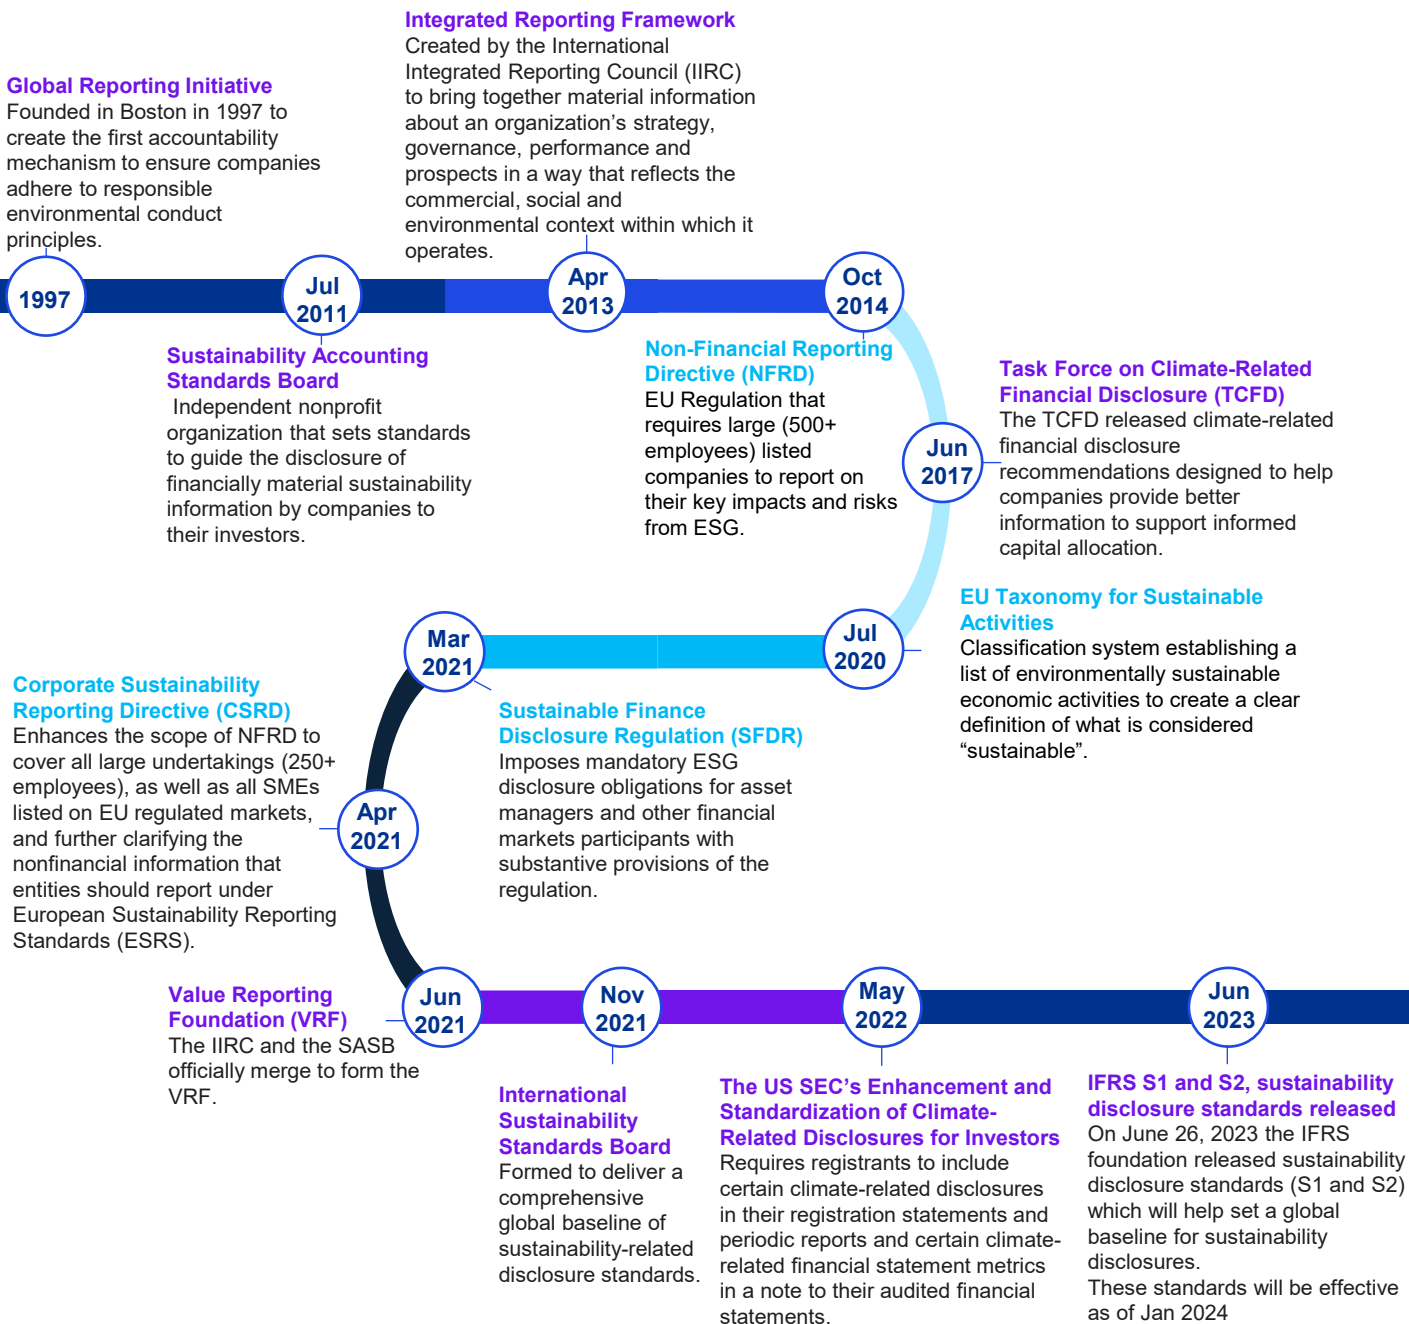 Global Reporting Initiative
Founded in Boston in 1997 to
create the first accountability
mechanism to ensure companies
adhere to responsible
environmental conduct
principles.
1997
Jul
2011
Sustainability Accounting
Standards Board
Independent nonprofit
organization that sets standards
to guide the disclosure of
financially material sustainability
information by companies to
their investors.
Integrated Reporting Framework
Created by the International
Integrated Reporting Council (IIRC)
to bring together material information
about an organization’s strategy,
governance, performance and
prospects in a way that reflects the
commercial, social and
environmental context within which it
operates.
Apr
2013
Oct
2014
Non-Financial Reporting
Directive (NFRD)
EU Regulation that
requires large (500+
employees) listed
companies to report on
their key impacts and risks
from ESG.
Jun
2017
Task Force on Climate-Related
Financial Disclosure (TCFD)
The TCFD released climate-related
financial disclosure
recommendations designed to help
companies provide better
information to support informed
capital allocation.
Jul
2020
EU Taxonomy for Sustainable
Activities
Classification system establishing a
list of environmentally sustainable
economic activities to create a clear
definition of what is considered
“sustainable”.
Mar
2021
Sustainable Finance
Disclosure Regulation (SFDR)
Imposes mandatory ESG
disclosure obligations for asset
managers and other financial
markets participants with
substantive provisions of the
regulation.
Apr
2021
Corporate Sustainability
Reporting Directive (CSRD)
Enhances the scope of NFRD to
cover all large undertakings (250+
employees), as well as all SMEs
listed on EU regulated markets,
and further clarifying the
nonfinancial information that
entities should report under
European Sustainability Reporting
Standards (ESRS).
Jun
2021
Value Reporting
Foundation (VRF)
The IIRC and the SASB
officially merge to form the
VRF.
Nov
2021
International
Sustainability
Standards Board
Formed to deliver a
comprehensive
global baseline of
sustainability-related
disclosure standards.
May
2022
The US SEC’s Enhancement and
Standardization of Climate-
Related Disclosures for Investors
Requires registrants to include
certain climate-related disclosures
in their registration statements and
periodic reports and certain climate-
related financial statement metrics
in a note to their audited financial
statements.
Jun
2023
IFRS S1 and S2, sustainability
disclosure standards released
On June 26, 2023 the IFRS
foundation released sustainability
disclosure standards (S1 and S2)
which will help set a global
baseline for sustainability
disclosures.
These standards will be effective
as of Jan 2024